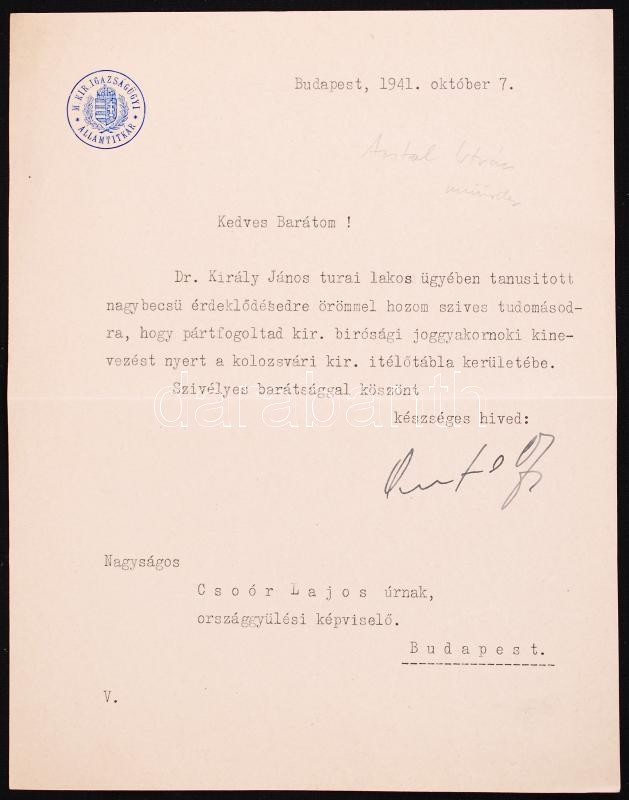 M. KIR. IGAZSÁGÜGYI
ÁLLAMTITKÁR
Budapest, 1941. október 7.
Antal István
Kedves Barátom !
Dr. Király János turai lakos ügyében tanusitott
nagybecsü érdeklődésedre örömmel hozom szives tudomásod-
ra, hogy pártfogoltad kir. birósági joggyakornoki kine-
vezést nyert a kolozsvári kir. itélőtábla kerületébe.
Szivélyes barátsággal köszönt
darabanth
készséges hived:
Nagyságos
Csoór Lajos úrnak,
országgyülési képviselő.
Budapest.
V.